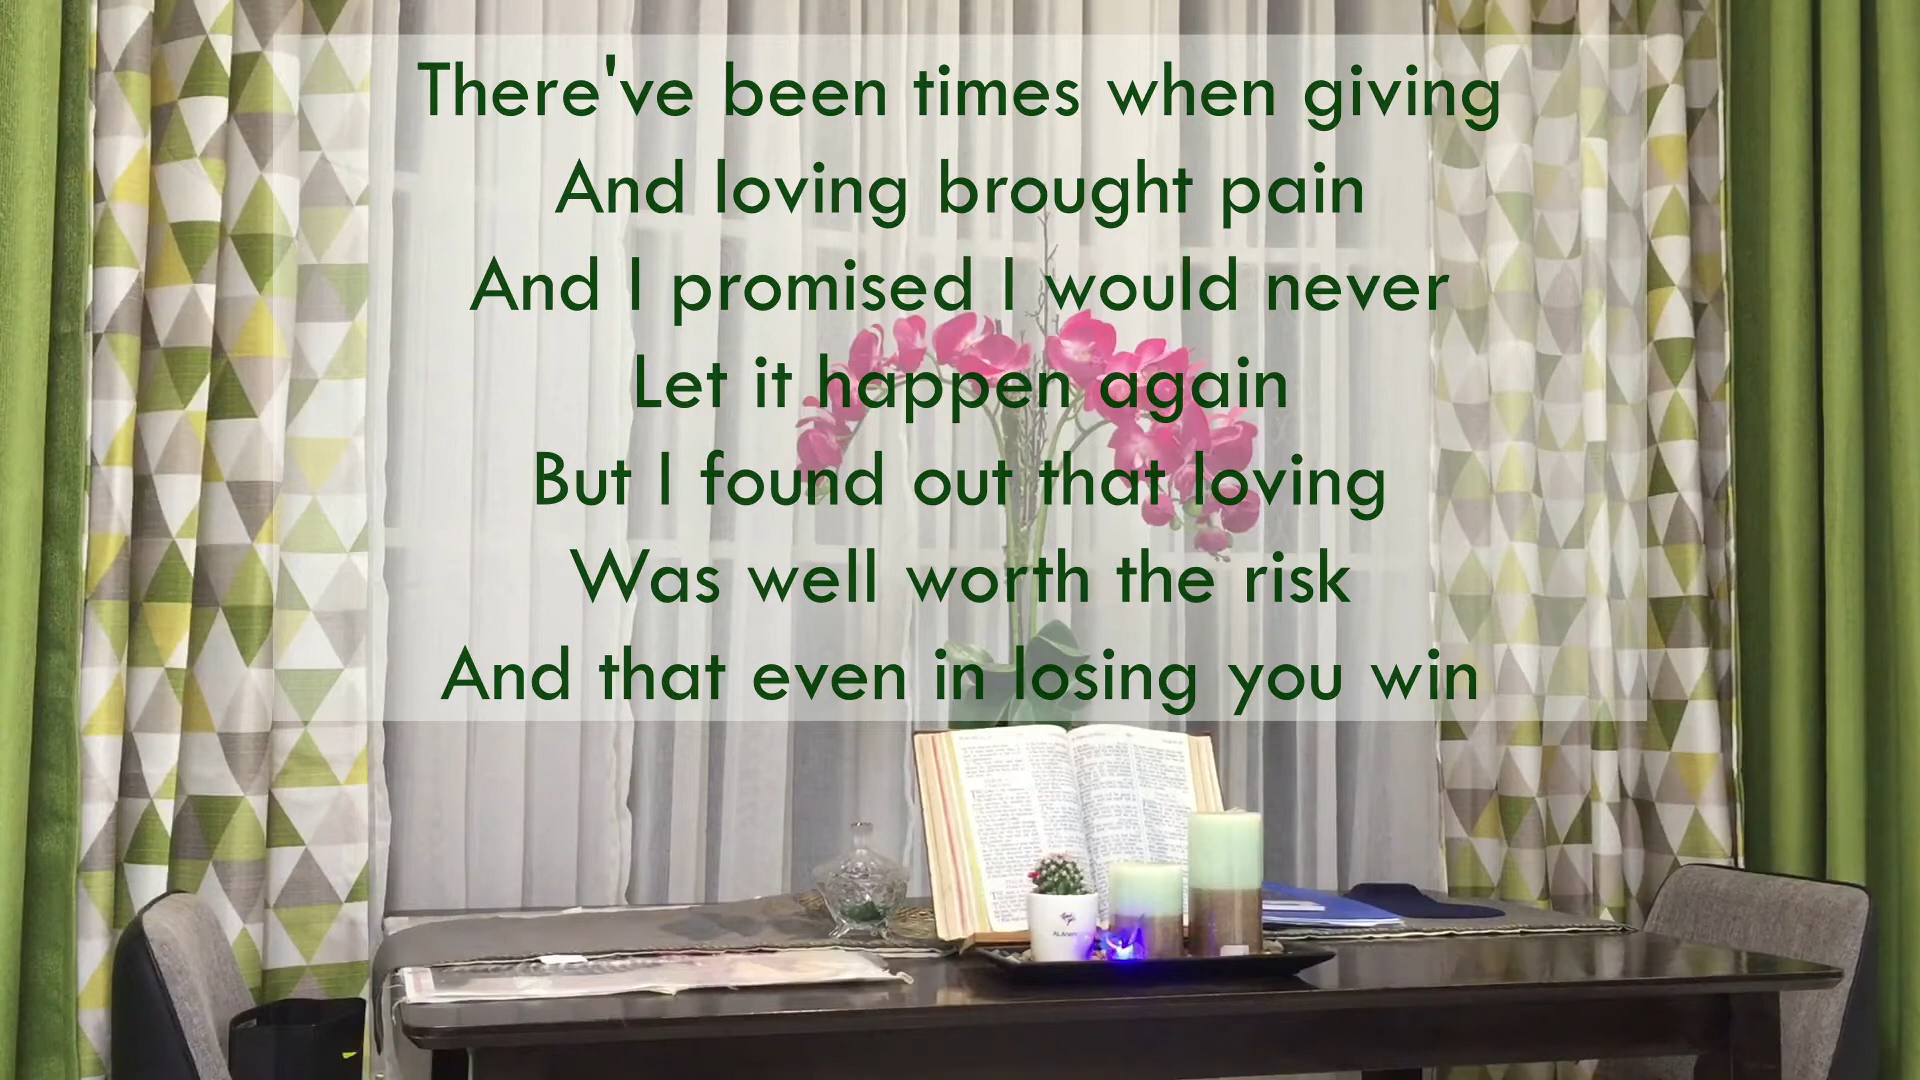 There've been times when giving
And loving brought pain
And I promised I would never
Let it happen again
But I found out that loving
Was well worth the risk
And that even in losing you win